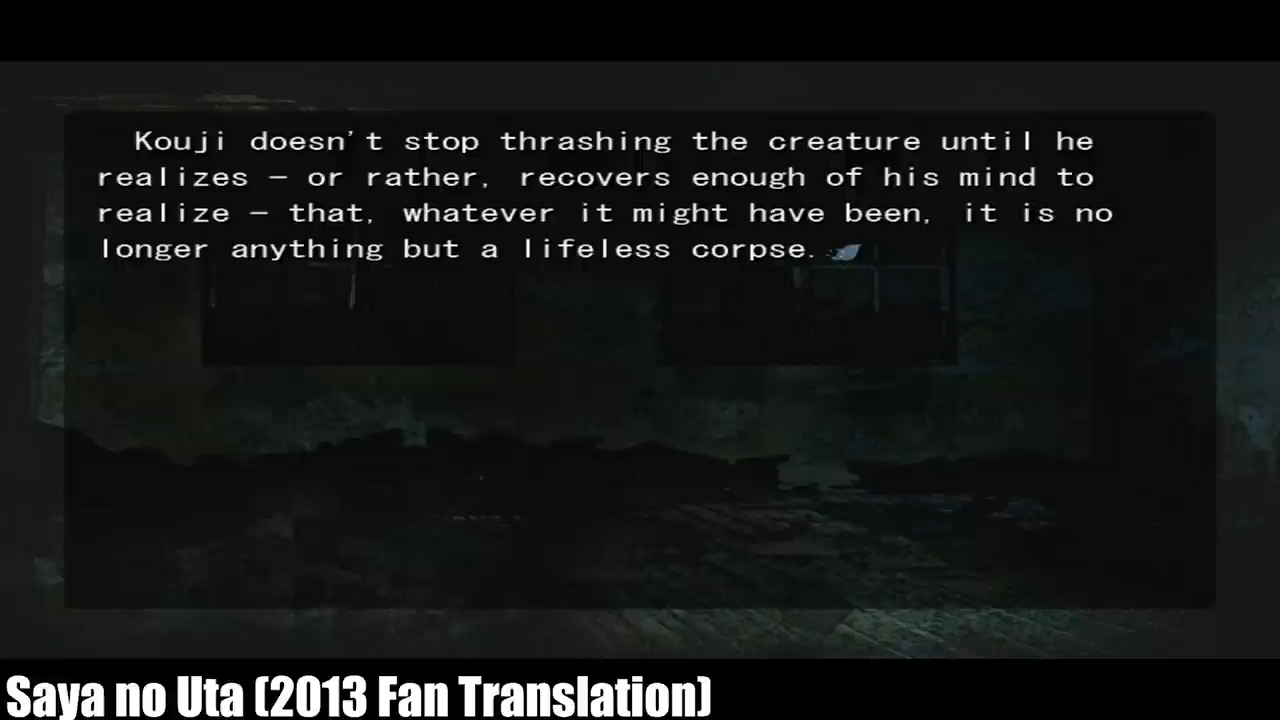 Kouji doesn't stop thrashing the creature until he
realizes – or rather, recovers enough of his mind to
realize – that, whatever it might have been, it is no
longer anything but a lifeless corpse.
Saya no Uta (2013 Fan Translation)